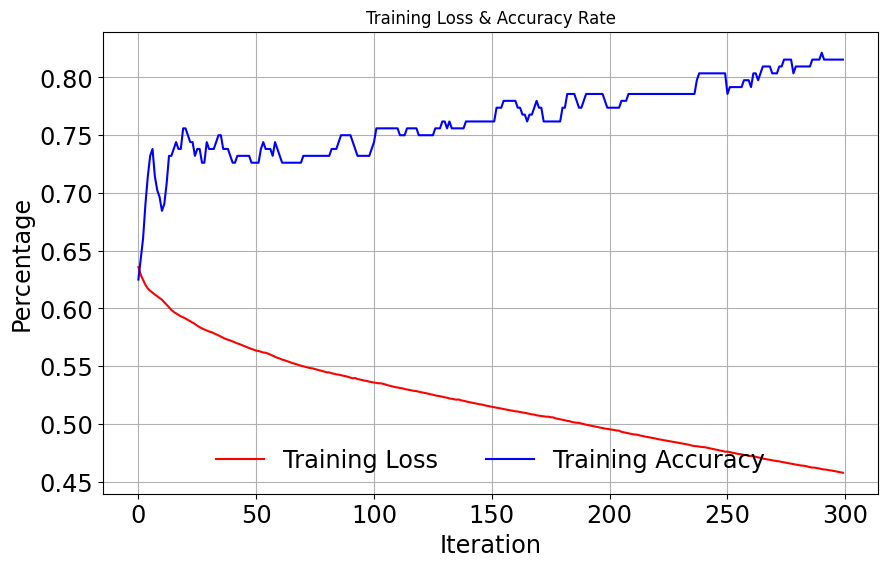 Training Loss & Accuracy Rate
Percentage
0.80
0.75
0.70
0.65
0.60
0.55
0.50
0.45
Training Loss
Training Accuracy
0 50 100 150 200 250 300
Iteration